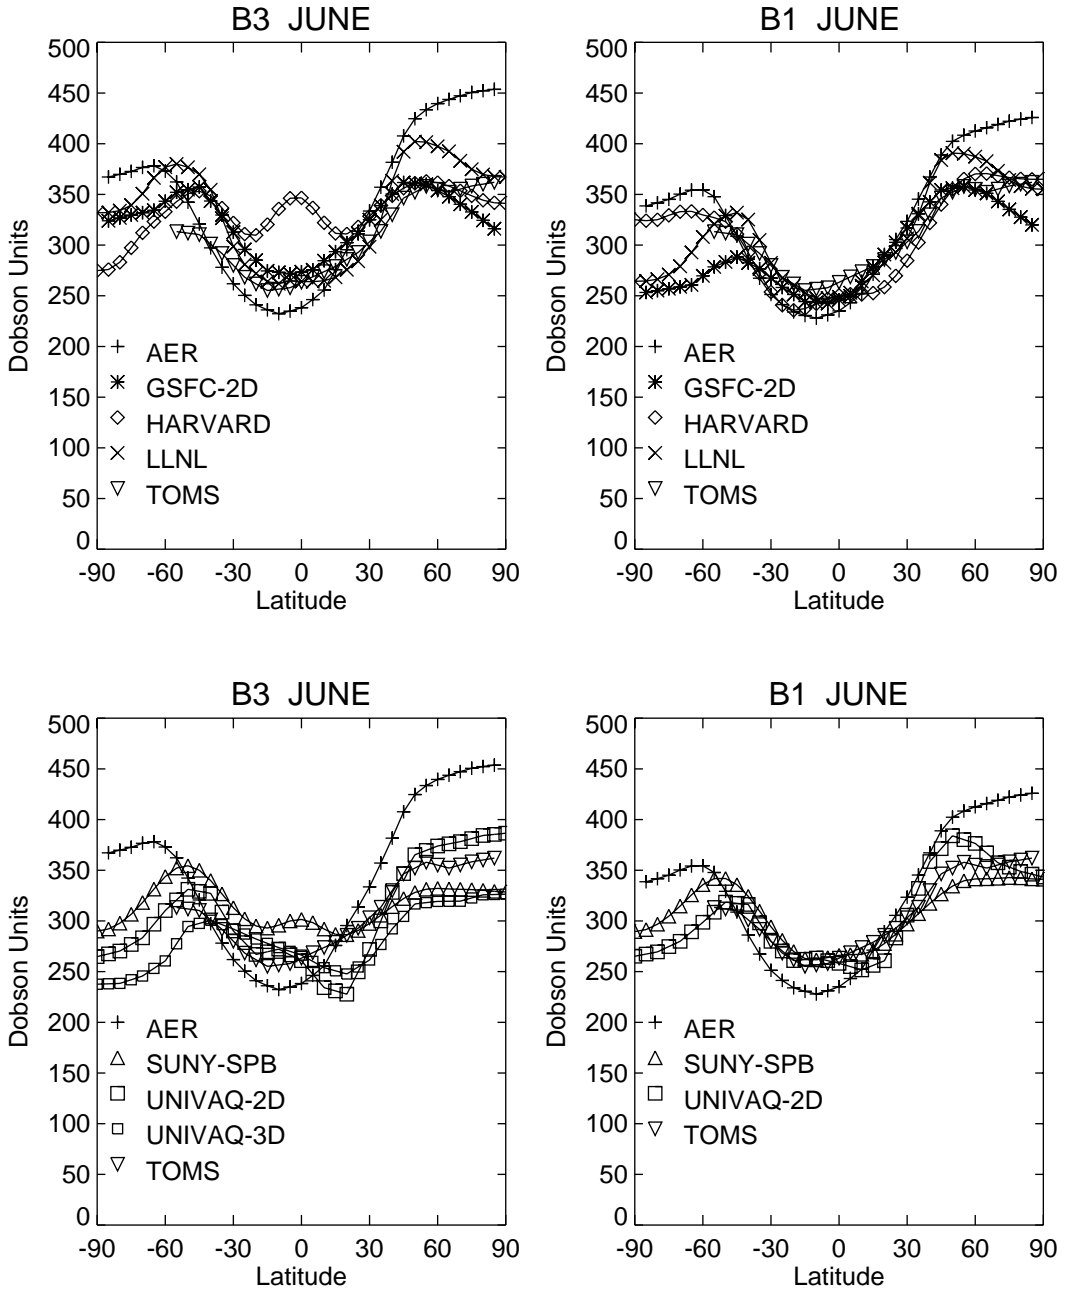 B3 JUNE
500
450
400
350
300
250
200
150
100
50
0
Dobson Units
AER
GSFC-2D
HARVARD
LLNL
TOMS
-90 -60 -30 0 30 60 90
Latitude
B1 JUNE
500
450
400
350
300
250
200
150
100
50
0
Dobson Units
AER
GSFC-2D
HARVARD
LLNL
TOMS
-90 -60 -30 0 30 60 90
Latitude
B3 JUNE
500
450
400
350
300
250
200
150
100
50
0
Dobson Units
AER
SUNY-SPB
UNIVAQ-2D
UNIVAQ-3D
TOMS
-90 -60 -30 0 30 60 90
Latitude
B1 JUNE
500
450
400
350
300
250
200
150
100
50
0
Dobson Units
AER
SUNY-SPB
UNIVAQ-2D
TOMS
-90 -60 -30 0 30 60 90
Latitude